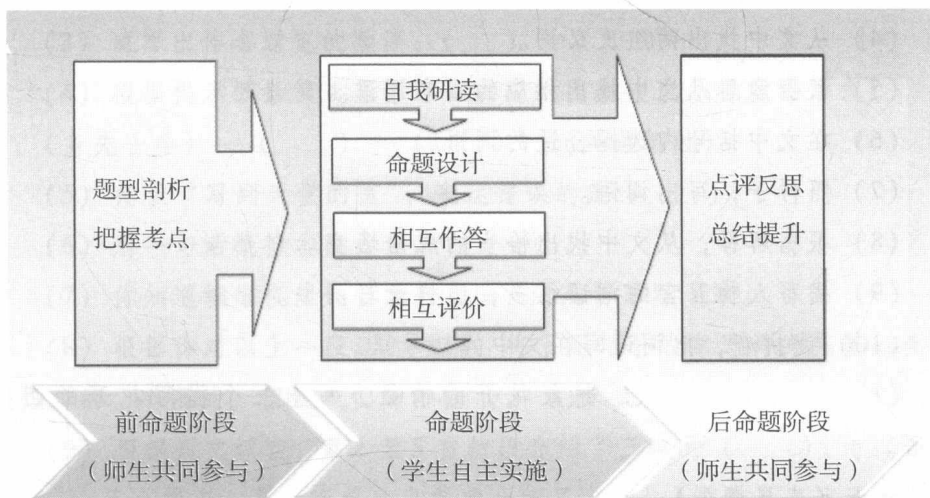 题型剖析
把握考点
自我研读
命题设计
相互作答
相互评价
点评反思
总结提升
前命题阶段
（师生共同参与）
命题阶段
（学生自主实施）
后命题阶段
（师生共同参与）